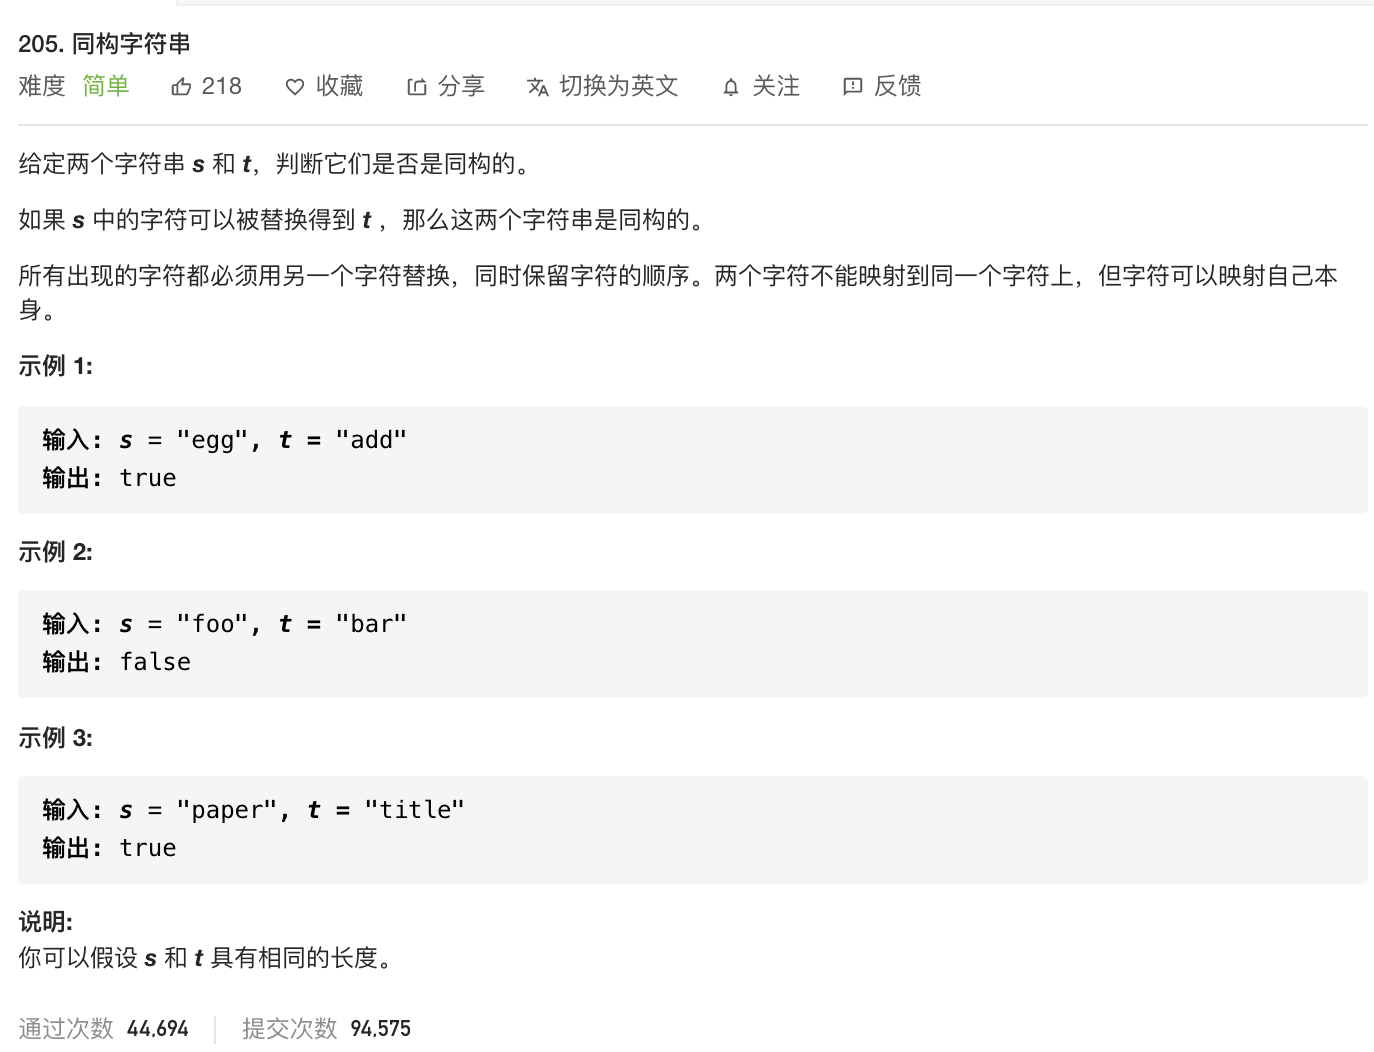 205. 同构字符串
难度 简单 218 收藏 分享 切换为英文 关注 反馈
给定两个字符串 s 和 t，判断它们是否是同构的。
如果 s 中的字符可以被替换得到 t ，那么这两个字符串是同构的。
所有出现的字符都必须用另一个字符替换，同时保留字符的顺序。两个字符不能映射到同一个字符上，但字符可以映射自己本
身。
示例 1:
输入: s = "egg", t = "add"
输出: true
示例 2:
输入: s = "foo", t = "bar"
输出: false
示例 3:
输入: s = "paper", t = "title"
输出: true
说明:
你可以假设 s 和 t 具有相同的长度。
通过次数 44,694 提交次数 94,575